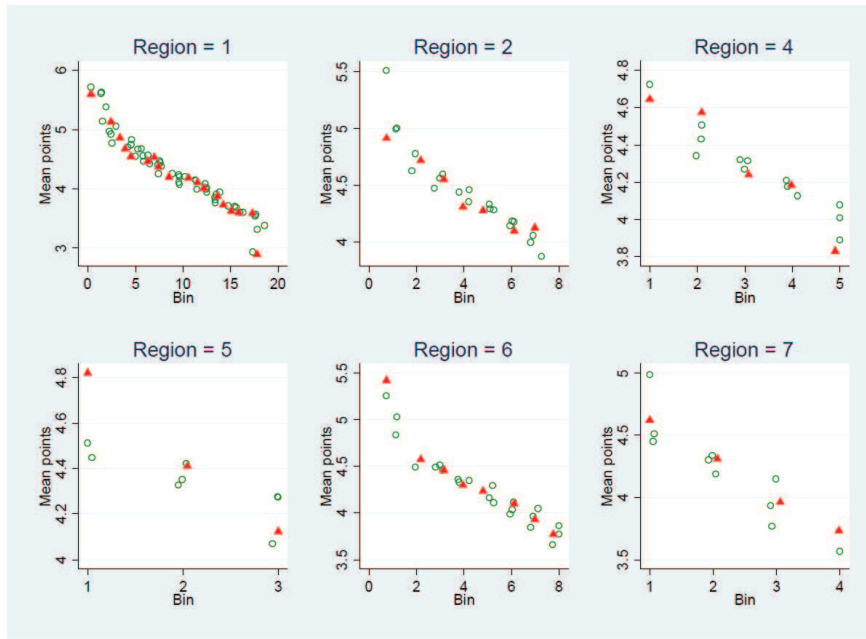 Region = 1
Mean points
6
5
4
3
0 5 10 15 20
Bin
Region = 2
Mean points
5.5
5
4.5
4
0 2 4 6 8
Bin
Region = 4
Mean points
4.8
4.6
4.4
4.2
4
3.8
1 2 3 4 5
Bin
Region = 5
Mean points
4.8
4.6
4.4
4.2
4
1 2 3
Bin
Region = 6
Mean points
5.5
5
4.5
4
3.5
0 2 4 6 8
Bin
Region = 7
Mean points
5
4.5
4
3.5
1 2 3 4
Bin